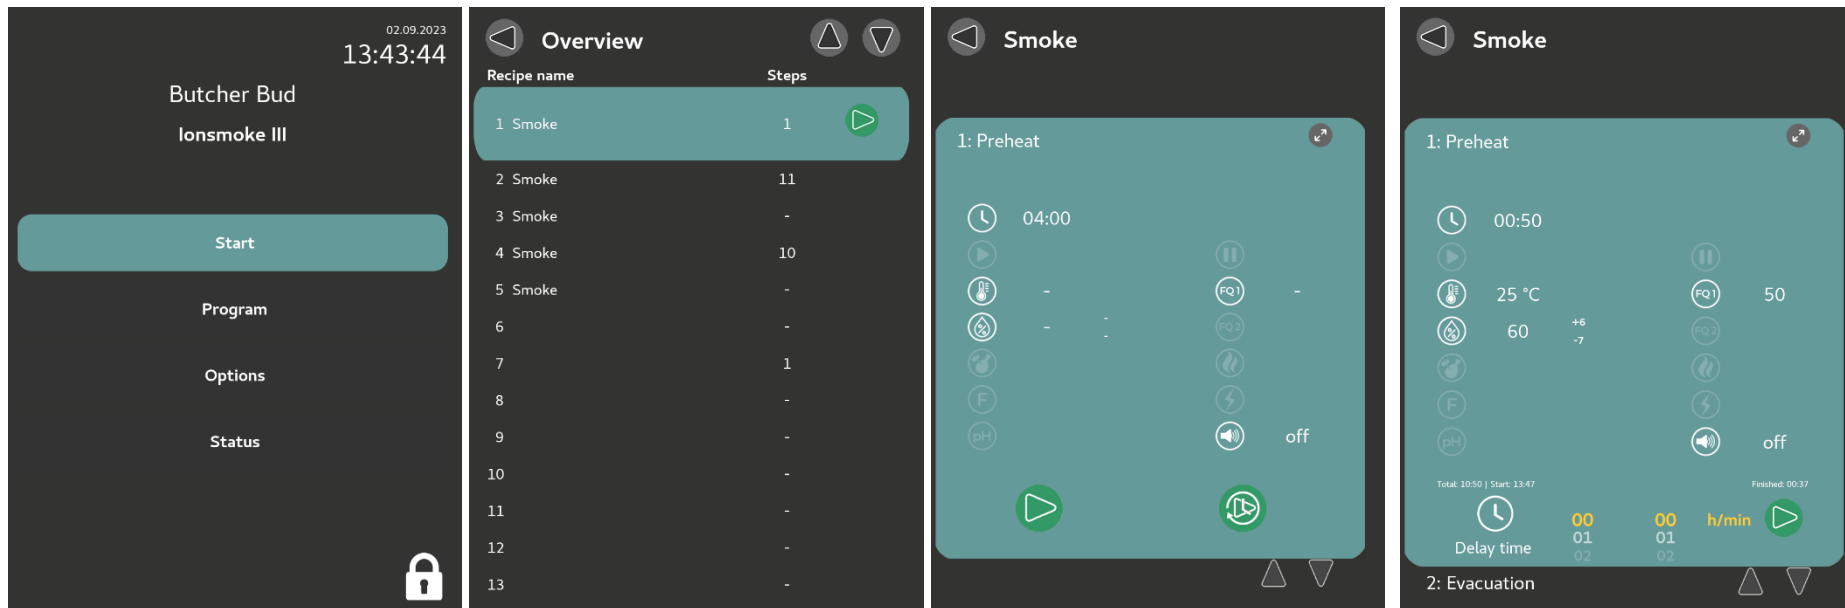 02.09.2023
13:43:44
Butcher Bud
Ionsmoke III
Start
Program
Options
Status
Overview
Recipe name Steps
1 Smoke 1
2 Smoke 11
3 Smoke -
4 Smoke 10
5 Smoke -
6 -
7 1
8 -
9 -
10 -
11 -
12 -
13 -
Smoke
1: Preheat
04:00
- FQ1 -
- - FQ2
-
F
pH off
Smoke
1: Preheat
00:50
25 °C FQ1 50
60 +6 FQ2
-7
F
pH off
Total: 10:50 | Start: 13:47 Finished: 00:37
00 00 h/min
01 01
Delay time
02 02
2: Evacuation